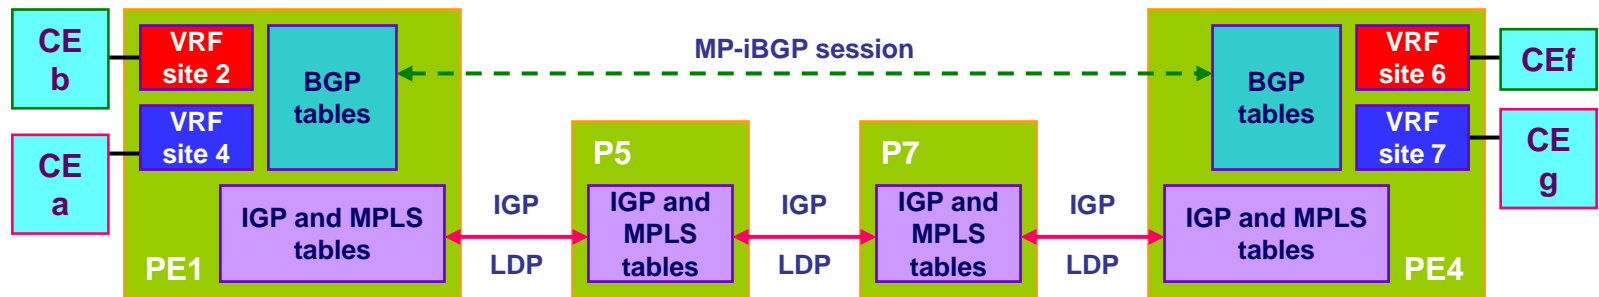 CE
b
VRF
site 2
BGP
tables
VRF
site 4
CE
a
IGP and MPLS
tables
PE1
MP-iBGP session
IGP
LDP
P5
IGP and
MPLS
tables
IGP
LDP
P7
IGP and
MPLS
tables
IGP
LDP
BGP
tables
VRF
site 6
VRF
site 7
IGP and MPLS
tables
PE4
CEf
CE
g